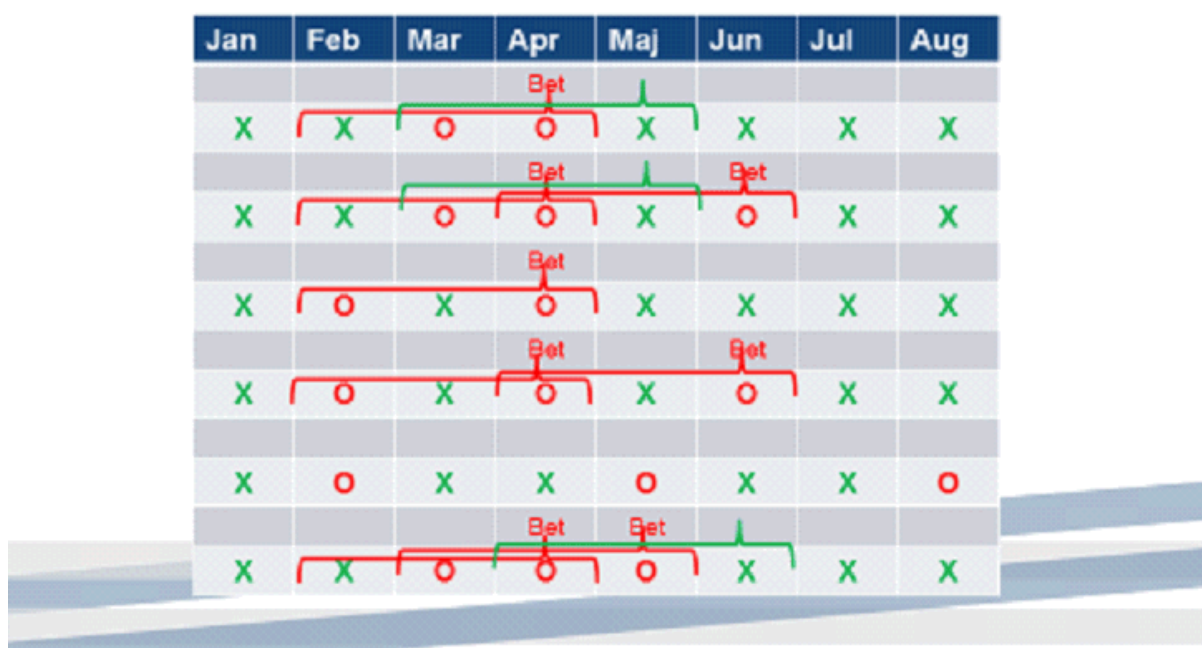 Jan Feb Mar Apr Maj Jun Jul Aug
Bet
X X O O X X X X
Bet Bet
X X O O X O X X
Bet
X O X O X X X X
Bet Bet
X O X O X O X X
X O X X O X X O
Bet Bet
X X O O O X X X